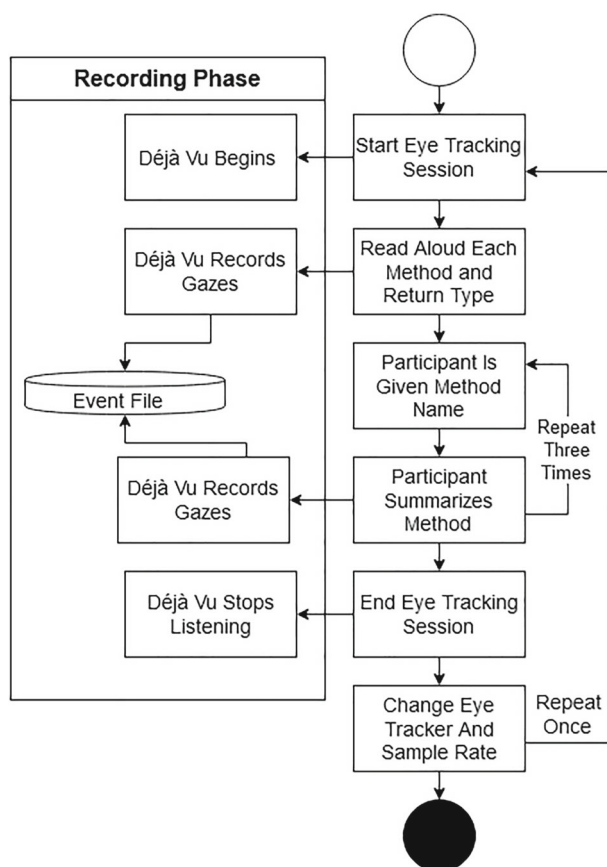 Recording Phase
Déjà Vu Begins
Start Eye Tracking
Session
Déjà Vu Records
Gazes
Read Aloud Each
Method and
Return Type
Event File
Participant Is
Given Method
Name
Repeat
Three
Times
Déjà Vu Records
Gazes
Participant
Summarizes
Method
Déjà Vu Stops
Listening
End Eye Tracking
Session
Change Eye
Tracker And
Sample Rate
Repeat
Once